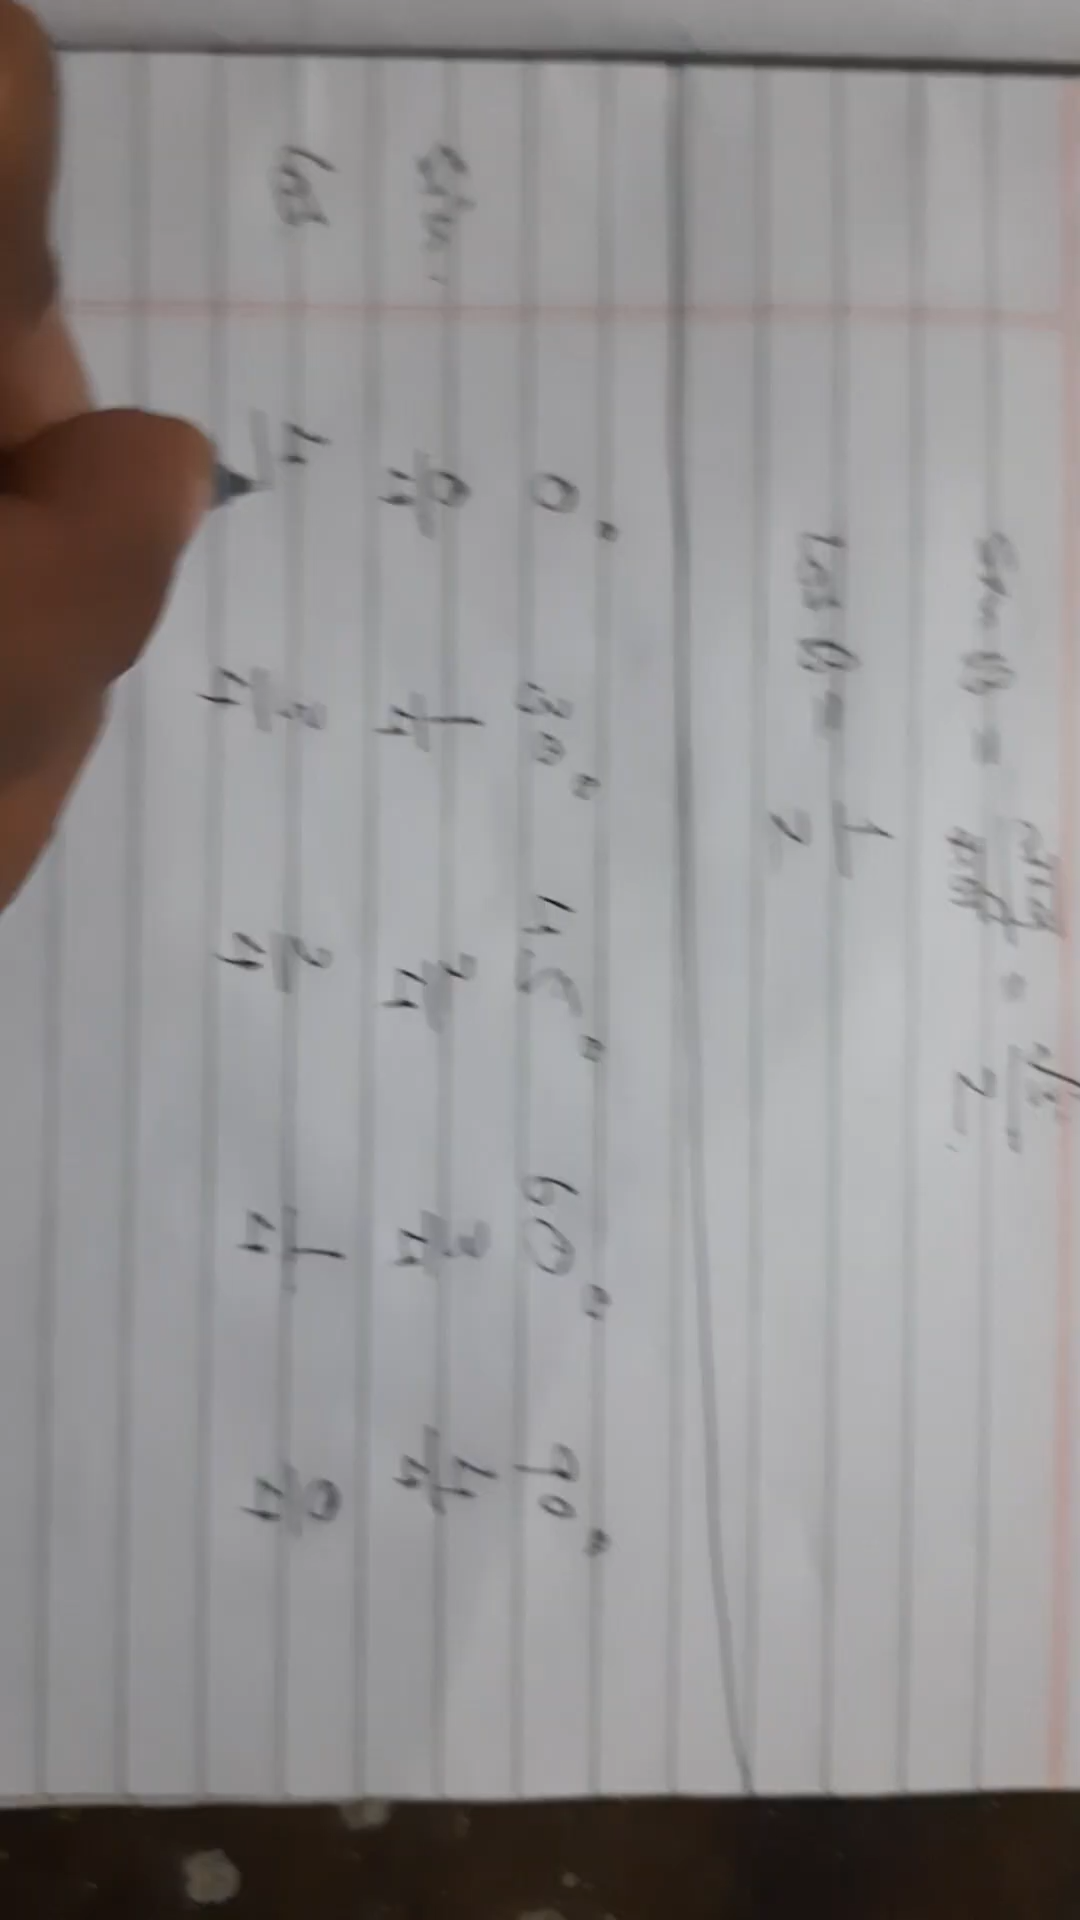 Sin θ = = √3/2
Cos θ = 1/2
0° 30° 45° 60° 90°
Sin 0/4 1/4 2/4 3/4 4/4
Cos 4/ 3/4 2/4 1/4 0/4